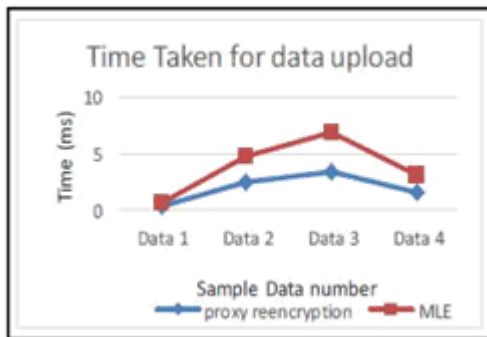 Time Taken for data upload
10
5
0
Time (ms)
Data 1 Data 2 Data 3 Data 4
Sample Data number
proxy reencryption MLE